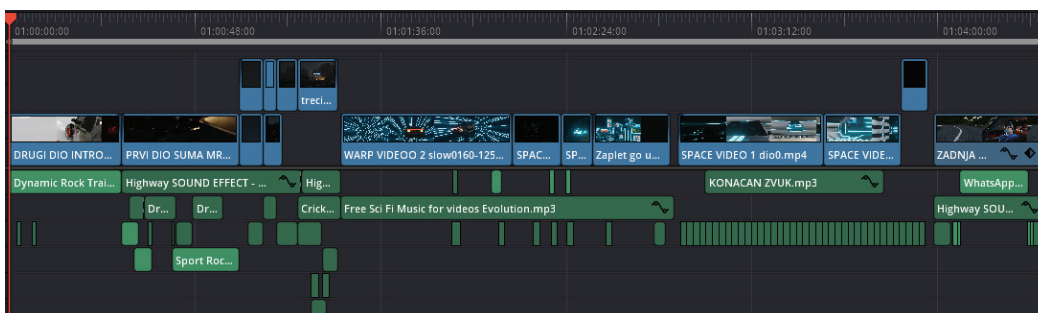 01:00:00:00 01:00:48:00 01:01:36:00 01:02:24:00 01:03:12:00 01:04:00:00
treci...
DRUGI DIO INTRO... PRVI DIO SUMA MR... WARP VIDEOO 2 slow0160-125... SPAC... SP... Zaplet go u... SPACE VIDEO 1 dio0.mp4 SPACE VIDE... ZADNJA ...
Dynamic Rock Trai... Highway SOUND EFFECT - ... Hig... KONACAN ZVUK.mp3 WhatsApp...
Dr... Dr... Crick... Free Sci Fi Music for videos Evolution.mp3 Highway SOU...
Sport Roc...